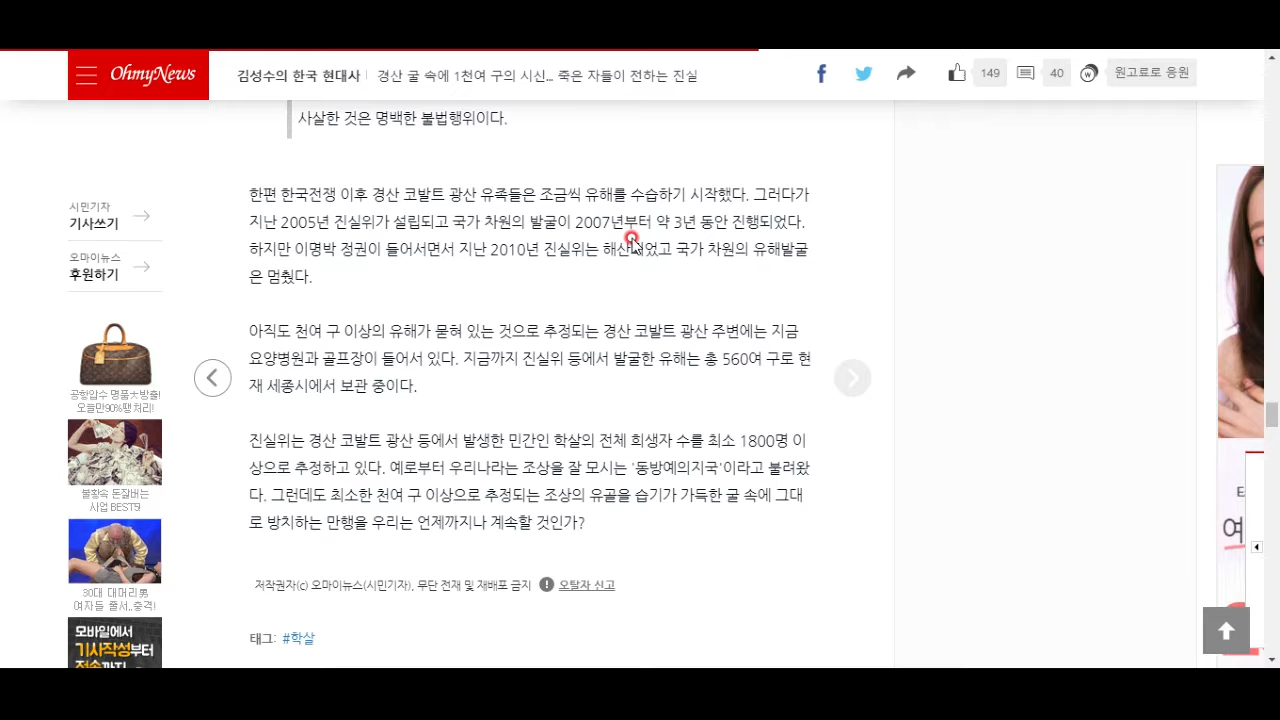 OhmyNews
김성수의 한국 현대사
경산 굴 속에 1천여 구의 시신... 죽은 자들이 전하는 진실
149
40
원고료로 응원
사살한 것은 명백한 불법행위이다.
한편 한국전쟁 이후 경산 코발트 광산 유족들은 조금씩 유해를 수습하기 시작했다. 그러다가
지난 2005년 진실위가 설립되고 국가 차원의 발굴이 2007년부터 약 3년 동안 진행되었다.
하지만 이명박 정권이 들어서면서 지난 2010년 진실위는 해산되었고 국가 차원의 유해발굴
은 멈췄다.
아직도 천여 구 이상의 유해가 묻혀 있는 것으로 추정되는 경산 코발트 광산 주변에는 지금
요양병원과 골프장이 들어서 있다. 지금까지 진실위 등에서 발굴한 유해는 총 560여 구로 현
재 세종시에서 보관 중이다.
진실위는 경산 코발트 광산 등에서 발생한 민간인 학살의 전체 희생자 수를 최소 1800명 이
상으로 추정하고 있다. 예로부터 우리나라는 조상을 잘 모시는 '동방예의지국'이라고 불려왔
다. 그런데도 최소한 천여 구 이상으로 추정되는 조상의 유골을 습기가 가득한 굴 속에 그대
로 방치하는 만행을 우리는 언제까지나 계속할 것인가?
저작권자(c) 오마이뉴스(시민기자), 무단 전재 및 재배포 금지
오탈자 신고
태그: #학살
시민기자
기사쓰기
오마이뉴스
후원하기
공항압수 명품大방출!
오늘만90%땡처리!
불황속 돈잘버는
사업 BEST9!
30대 대머리男
여자들 줄서..충격!
모바일에서
기사작성부터
전송까지
여